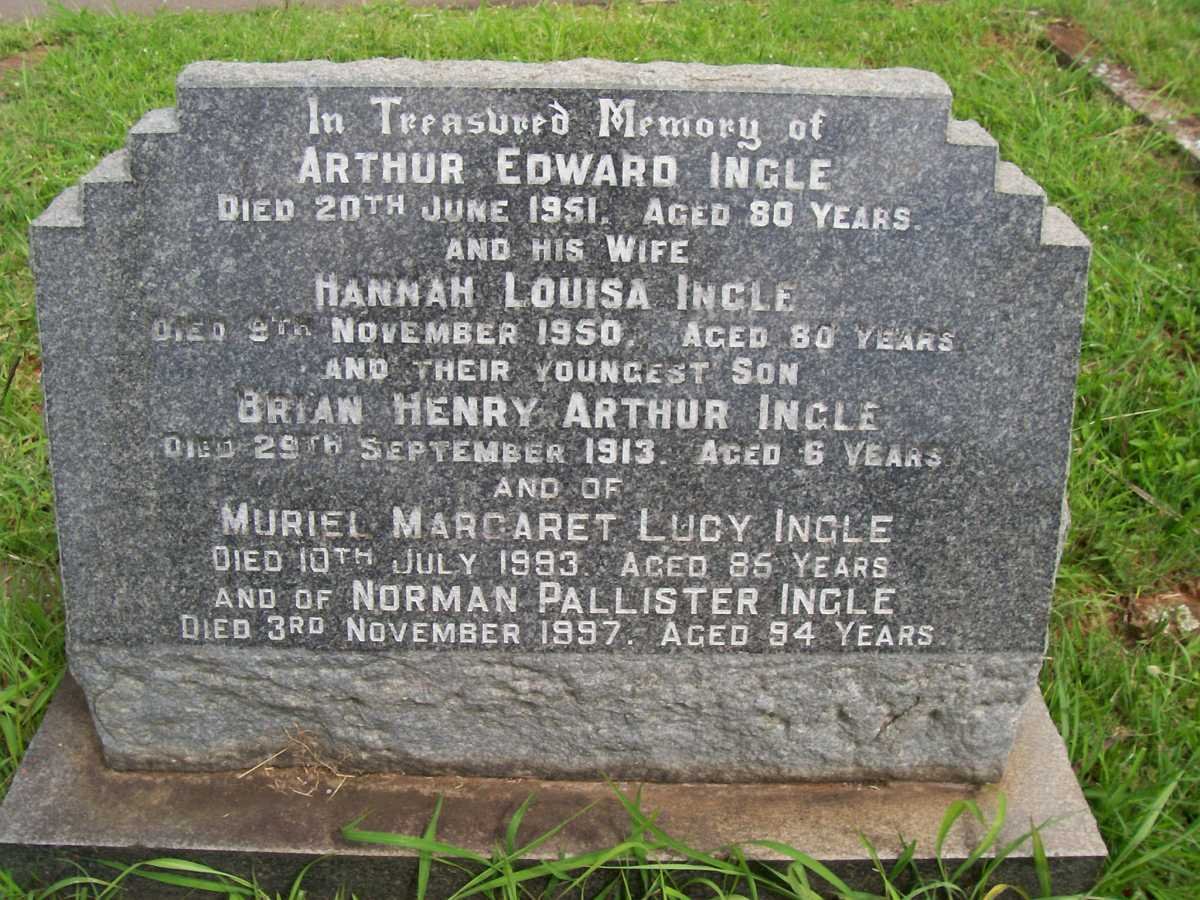 In Treasured Memory of
ARTHUR EDWARD INGLE
DIED 20TH JUNE 1951. AGED 80 YEARS.
AND HIS WIFE
HANNAH LOUISA INGLE
DIED 9TH NOVEMBER 1950. AGED 80 YEARS
AND THEIR YOUNGEST SON
BRIAN HENRY ARTHUR INGLE
DIED 29TH SEPTEMBER 1913. AGED 6 YEARS
AND OF
MURIEL MARGARET LUCY INGLE
DIED 10TH JULY 1993. AGED 85 YEARS
AND OF NORMAN PALLISTER INGLE
DIED 3RD NOVEMBER 1997. AGED 94 YEARS